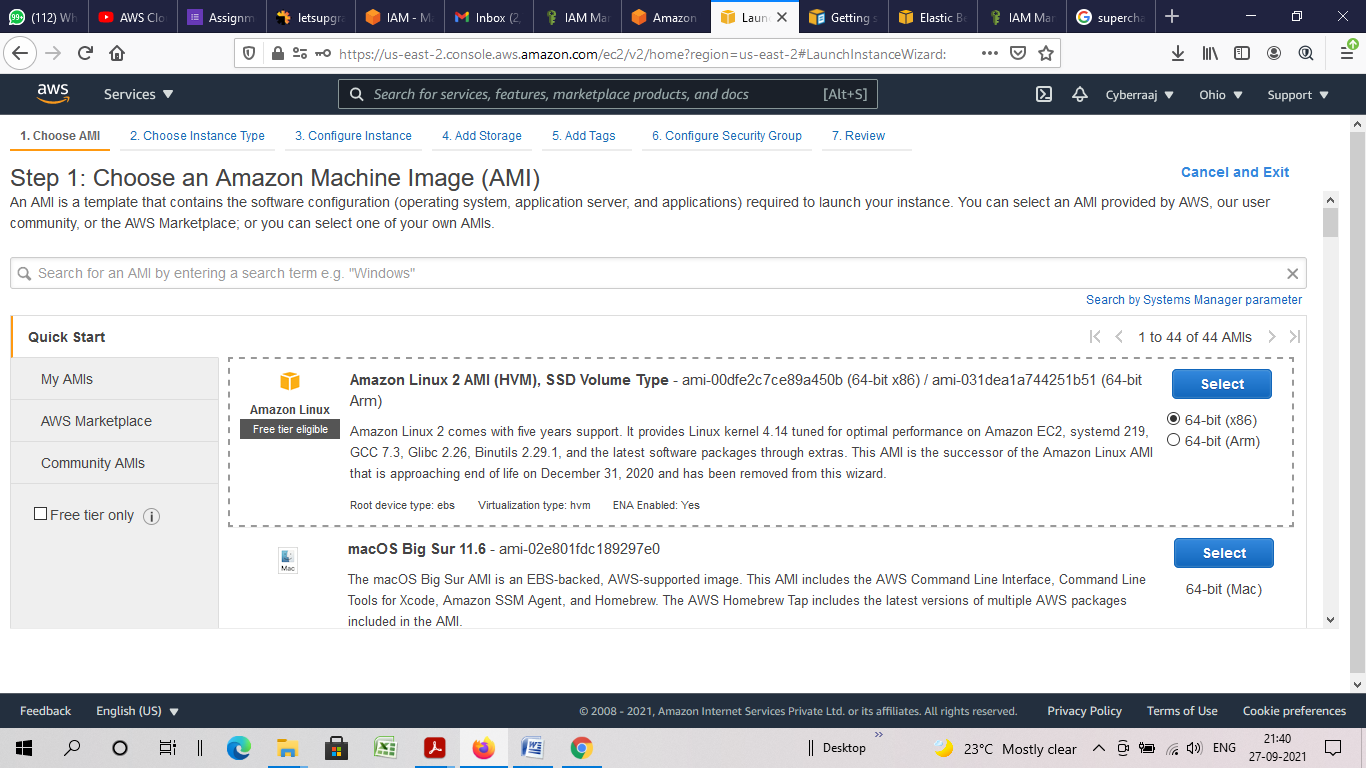 (112) Wh
AWS Clo
Assignm
letsupgra
IAM - Ma
Inbox (2,
IAM Man
Amazon
Laun
Getting s
Elastic Be
IAM Man
supercha
https://us-east-2.console.aws.amazon.com/ec2/v2/home?region=us-east-2#LaunchInstanceWizard:
aws
Services
Search for services, features, marketplace products, and docs
[Alt+S]
Cyberraaj
Ohio
Support
1. Choose AMI
2. Choose Instance Type
3. Configure Instance
4. Add Storage
5. Add Tags
6. Configure Security Group
7. Review
Step 1: Choose an Amazon Machine Image (AMI)
Cancel and Exit
An AMI is a template that contains the software configuration (operating system, application server, and applications) required to launch your instance. You can select an AMI provided by AWS, our user
community, or the AWS Marketplace; or you can select one of your own AMIs.
Search for an AMI by entering a search term e.g. "Windows"
Search by Systems Manager parameter
Quick Start
1 to 44 of 44 AMIs
My AMIs
AWS Marketplace
Community AMIs
Free tier only
Amazon Linux
Free tier eligible
Amazon Linux 2 AMI (HVM), SSD Volume Type - ami-00dfe2c7ce89a450b (64-bit x86) / ami-031dea1a744251b51 (64-bit
Arm)
Amazon Linux 2 comes with five years support. It provides Linux kernel 4.14 tuned for optimal performance on Amazon EC2, systemd 219,
GCC 7.3, Glibc 2.26, Binutils 2.29.1, and the latest software packages through extras. This AMI is the successor of the Amazon Linux AMI
that is approaching end of life on December 31, 2020 and has been removed from this wizard.
Root device type: ebs
Virtualization type: hvm
ENA Enabled: Yes
Select
64-bit (x86)
64-bit (Arm)
Mac
macOS Big Sur 11.6 - ami-02e801fdc189297e0
The macOS Big Sur AMI is an EBS-backed, AWS-supported image. This AMI includes the AWS Command Line Interface, Command Line
Tools for Xcode, Amazon SSM Agent, and Homebrew. The AWS Homebrew Tap includes the latest versions of multiple AWS packages
included in the AMI.
Select
64-bit (Mac)
Feedback
English (US)
© 2008 - 2021, Amazon Internet Services Private Ltd. or its affiliates. All rights reserved.
Privacy Policy
Terms of Use
Cookie preferences
Desktop
23°C Mostly clear
ENG
21:40
27-09-2021